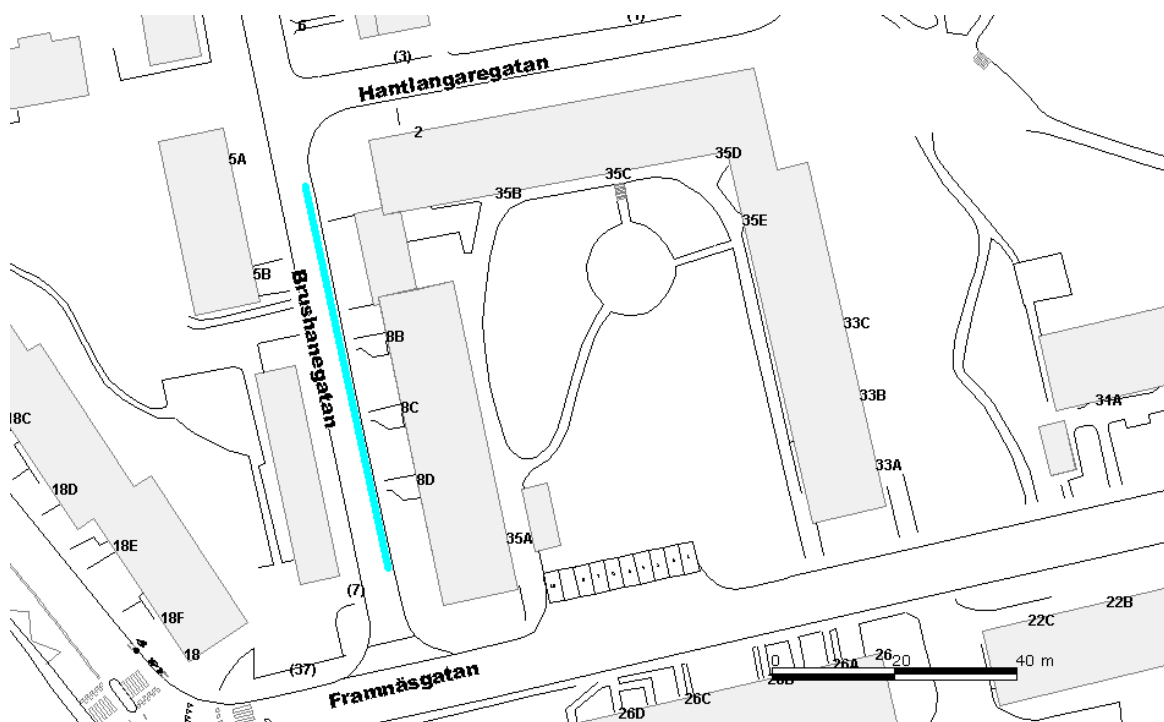 6
(1)
(3)
Hantlangaregatan
2
5A
35D
35C
35B
35E
5B
Brushanegatan
8B
33C
18C
8C
33B
31A
8D
33A
18D
35A
18E
(7)
18F
22B
22C
18
26
(37)
26A
0 20 40 m
26B
Framnäsgatan
26C
26D